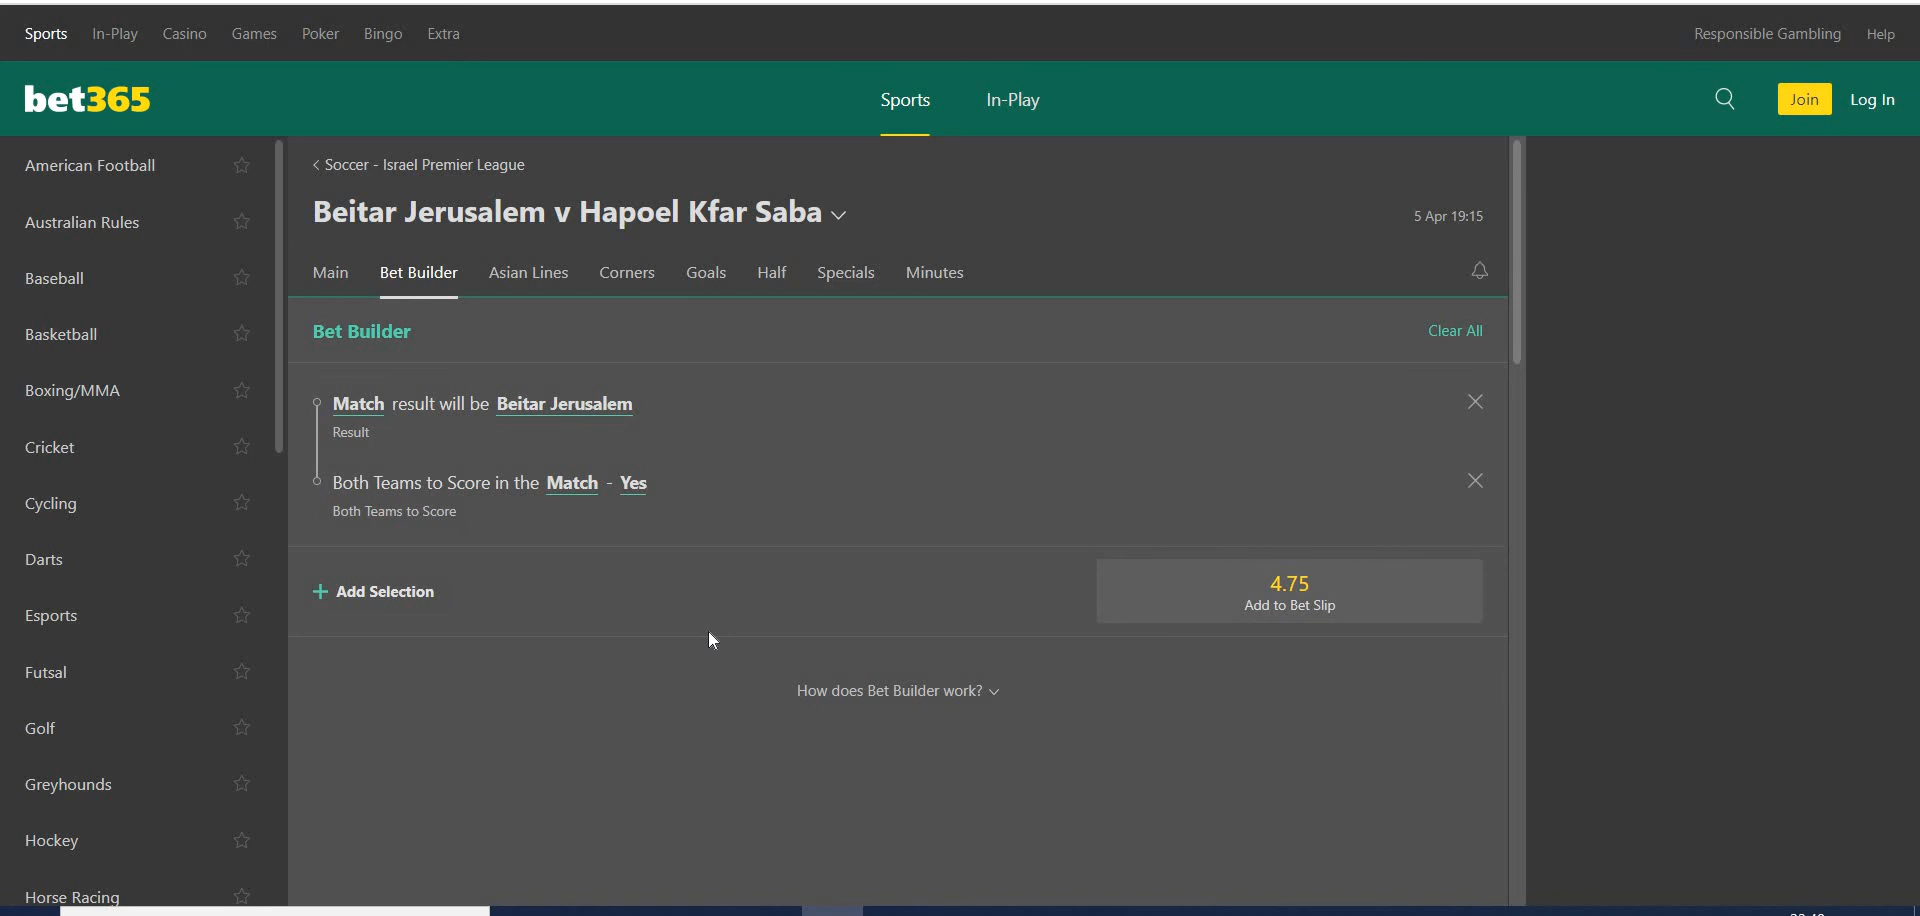 Sports In-Play Casino Games Poker Bingo Extra Responsible Gambling Help
bet365 Sports In-Play Join Log In
American Football
Australian Rules
Baseball
Basketball
Boxing/MMA
Cricket
Cycling
Darts
Esports
Futsal
Golf
Greyhounds
Hockey
Horse Racing
< Soccer - Israel Premier League
Beitar Jerusalem v Hapoel Kfar Saba
5 Apr 19:15
Main Bet Builder Asian Lines Corners Goals Half Specials Minutes
Bet Builder Clear All
Match result will be Beitar Jerusalem
Result
Both Teams to Score in the Match - Yes
Both Teams to Score
+ Add Selection
4.75
Add to Bet Slip
How does Bet Builder work?